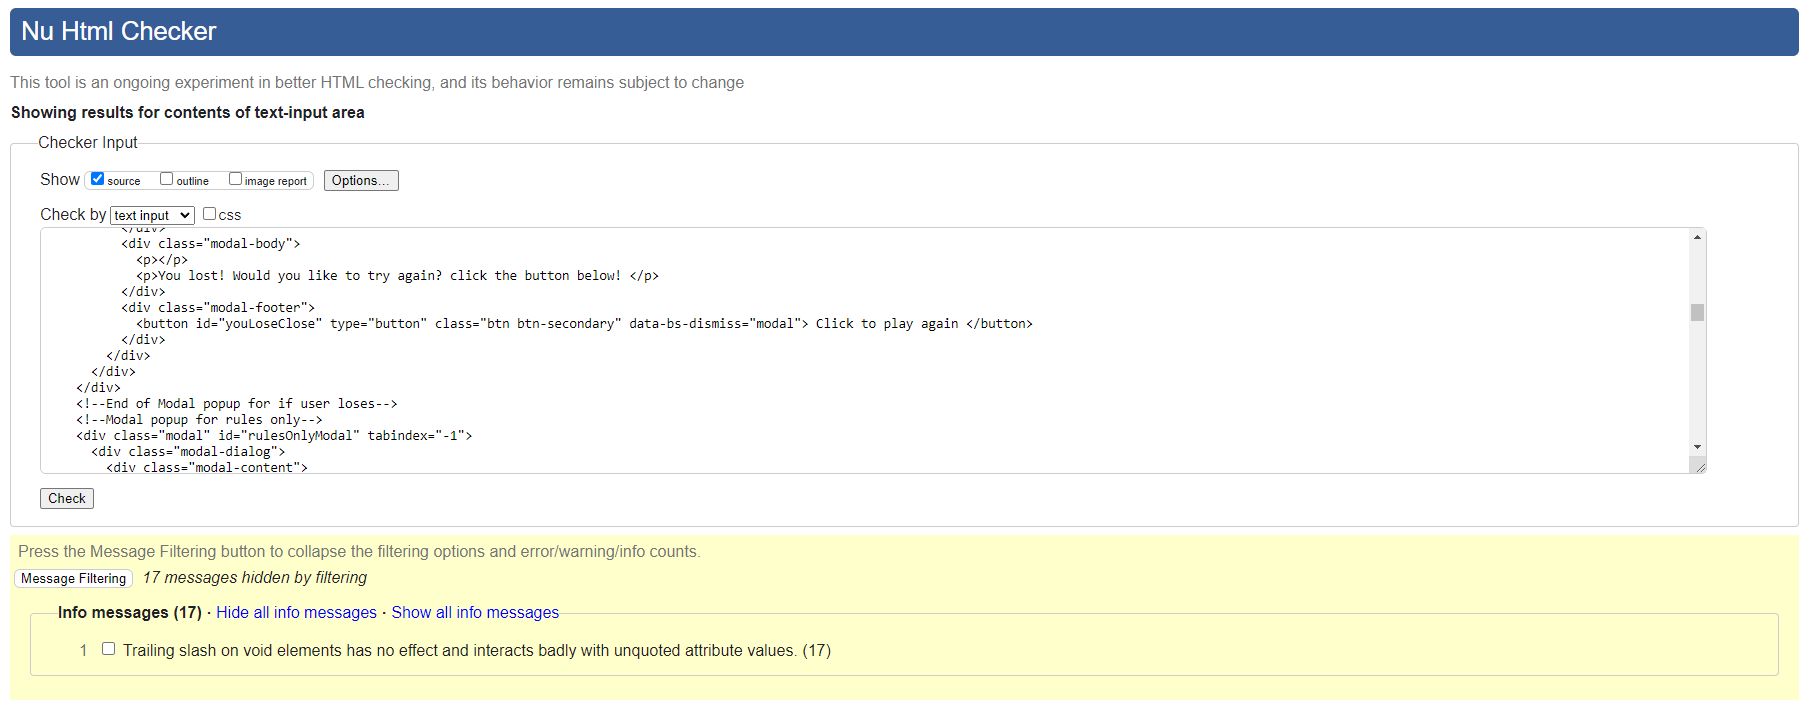 Nu Html Checker
This tool is an ongoing experiment in better HTML checking, and its behavior remains subject to change
Showing results for contents of text-input area
Checker Input
Show source outline image report Options...
Check by text input css
</div>
<div class="modal-body">
<p></p>
<p>You lost! Would you like to try again? click the button below! </p>
</div>
<div class="modal-footer">
<button id="youLoseClose" type="button" class="btn btn-secondary" data-bs-dismiss="modal"> Click to play again </button>
</div>
</div>
</div>
</div>
<!--End of Modal popup for if user loses-->
<!--Modal popup for rules only-->
<div class="modal" id="rulesOnlyModal" tabindex="-1">
<div class="modal-dialog">
<div class="modal-content">
Check
Press the Message Filtering button to collapse the filtering options and error/warning/info counts.
Message Filtering 17 messages hidden by filtering
Info messages (17) · Hide all info messages · Show all info messages
1 Trailing slash on void elements has no effect and interacts badly with unquoted attribute values. (17)